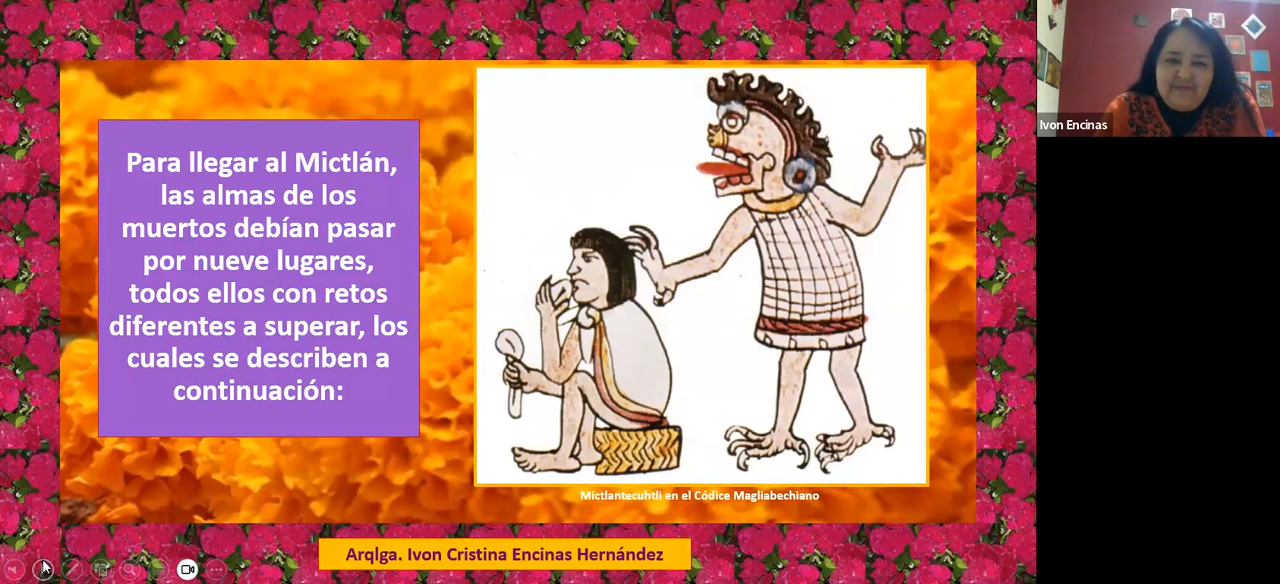 Para llegar al Mictlán,
las almas de los
muertos debían pasar
por nueve lugares,
todos ellos con retos
diferentes a superar, los
cuales se describen a
continuación:
Mictlantecuhtli en el Códice Magliabechiano
Arqlga. Ivon Cristina Encinas Hernández
Ivon Encinas